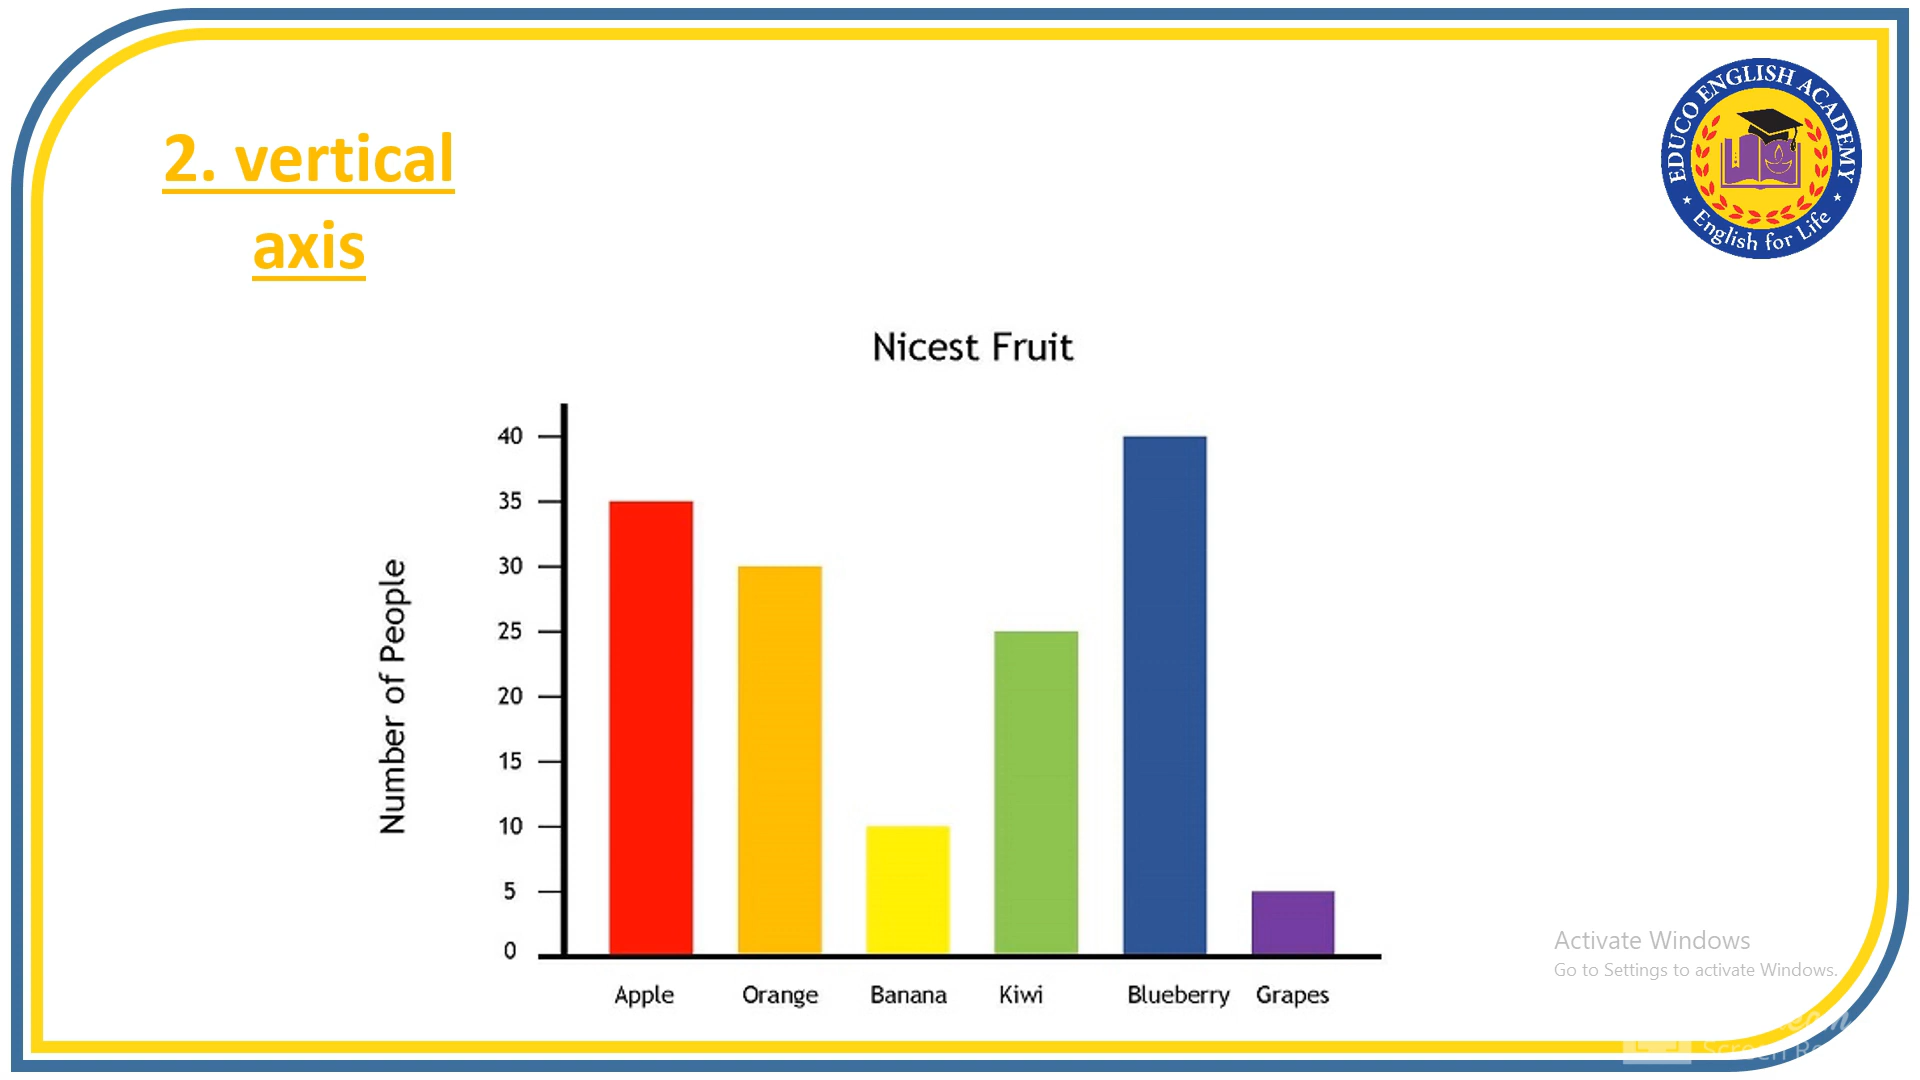 2. vertical
axis
EDUCO ENGLISH ACADEMY
English for Life
Nicest Fruit
Number of People
40
35
30
25
20
15
10
5
0
Apple Orange Banana Kiwi Blueberry Grapes
Activate Windows
Go to Settings to activate Windows.
Screen